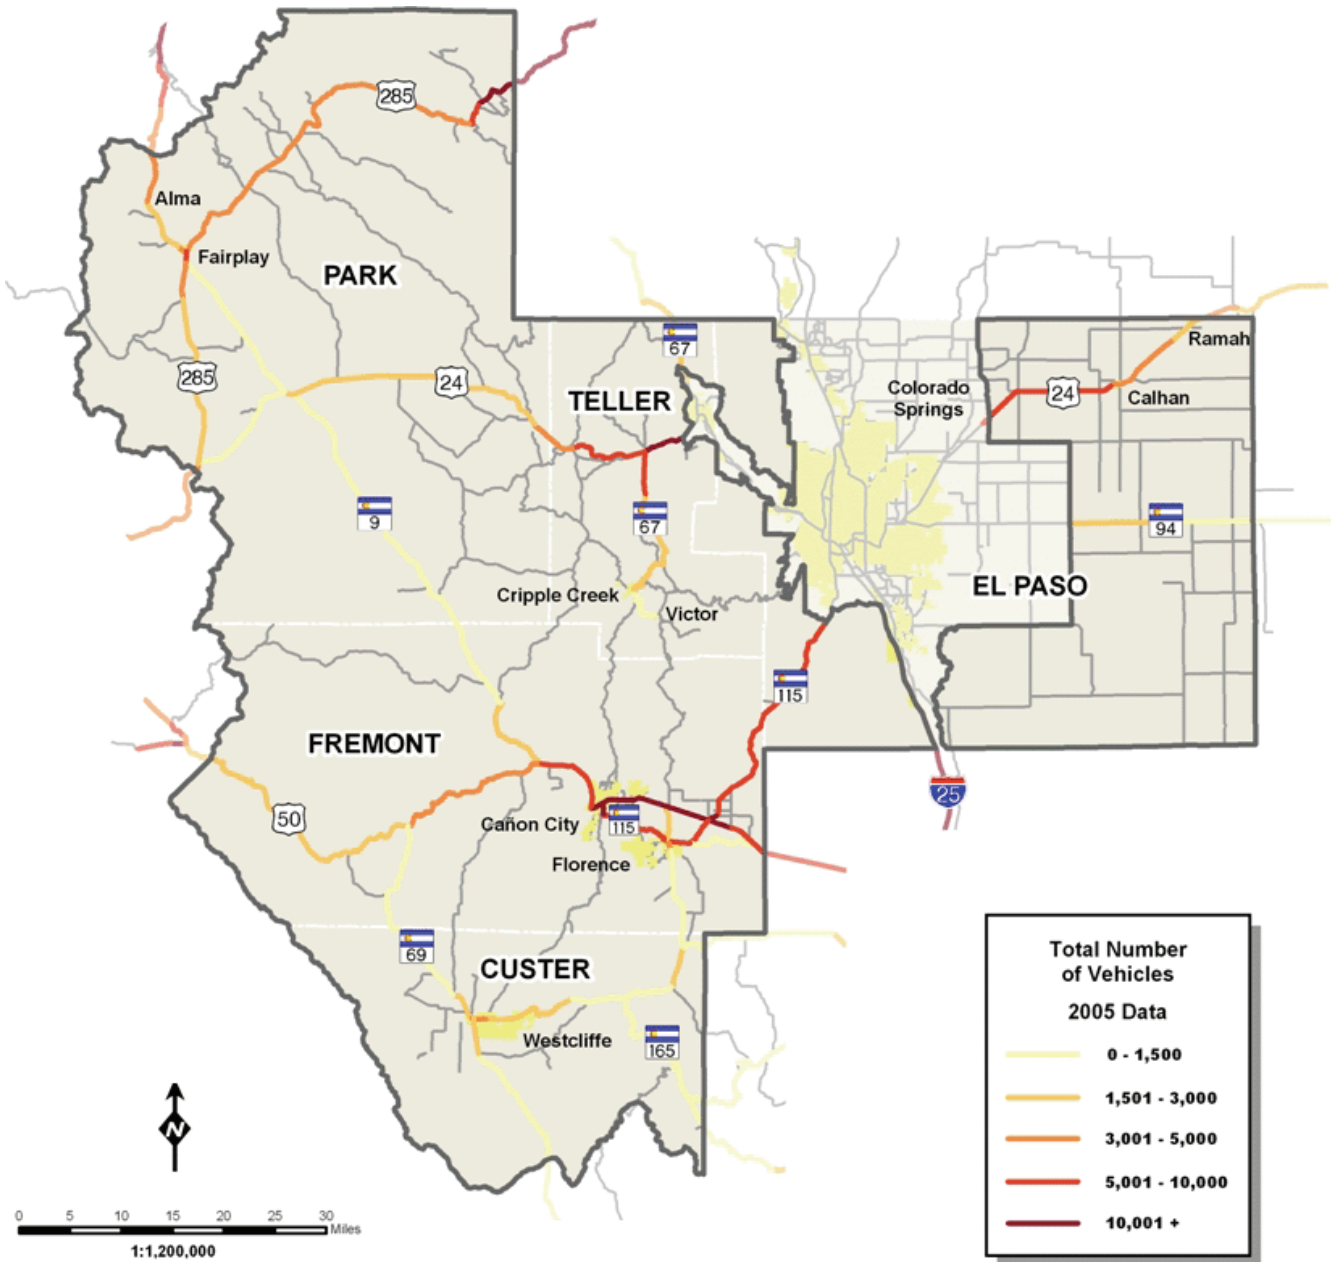 285
Alma
Fairplay
PARK
67
Ramah
285
24
TELLER
Colorado
Springs
24
Calhan
9
67
94
Cripple Creek
EL PASO
Victor
115
FREMONT
25
50
Cañon City
115
Florence
69
CUSTER
Westcliffe
165
Total Number
of Vehicles
2005 Data
0 - 1,500
1,501 - 3,000
3,001 - 5,000
5,001 - 10,000
10,001 +
N
0 5 10 15 20 25 30
Miles
1:1,200,000